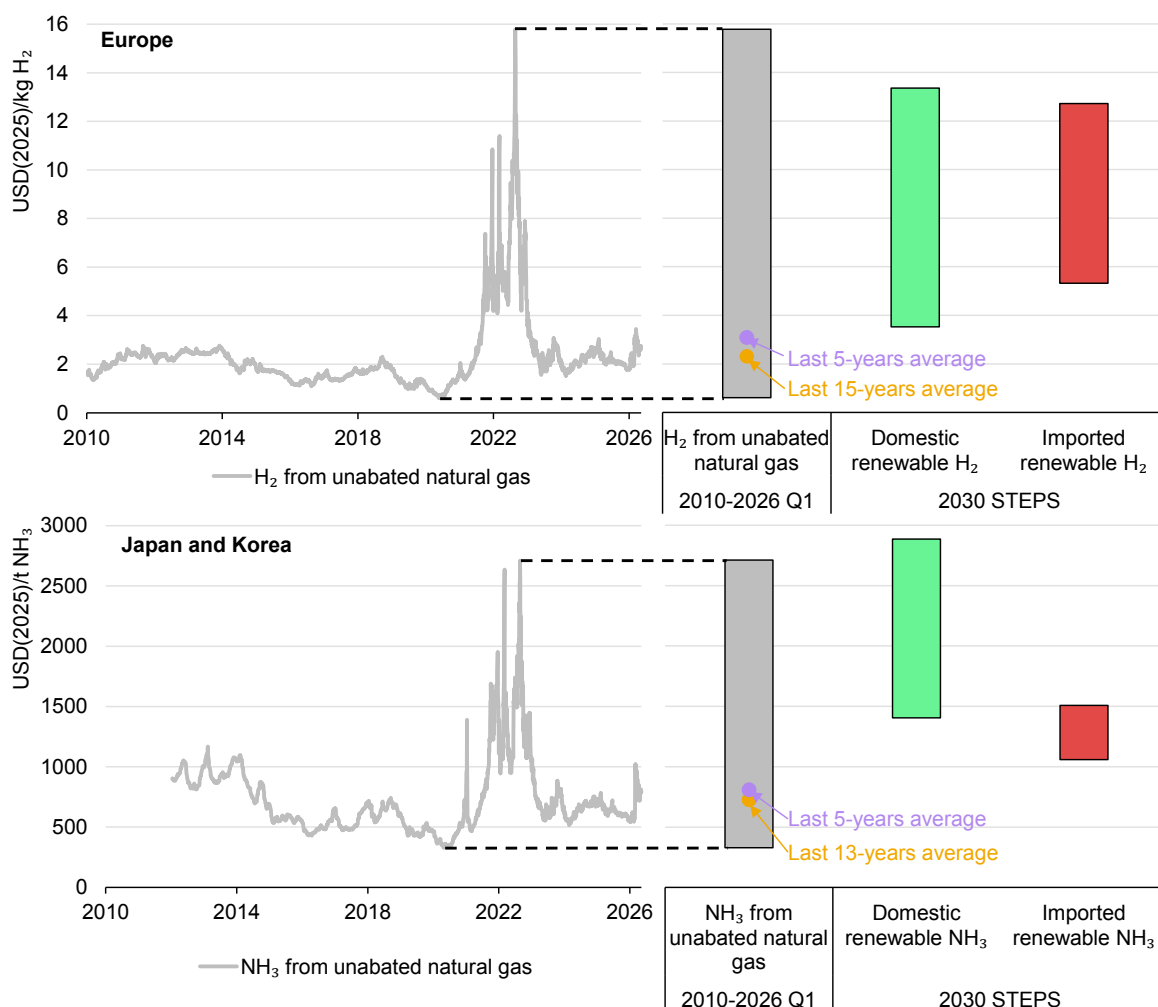 Europe
USD(2025)/kg H₂
16
14
12
10
8
6
4
2
0
2010 2014 2018 2022 2026
H₂ from unabated natural gas
Last 5-years average
Last 15-years average
H₂ from unabated
natural gas
2010-2026 Q1
Domestic
renewable H₂
Imported
renewable H₂
2030 STEPS
Japan and Korea
USD(2025)/t NH₃
3000
2500
2000
1500
1000
500
0
2010 2014 2018 2022 2026
NH₃ from unabated natural gas
Last 5-years average
Last 13-years average
NH₃ from
unabated natural
gas
2010-2026 Q1
Domestic
renewable NH₃
Imported
renewable NH₃
2030 STEPS